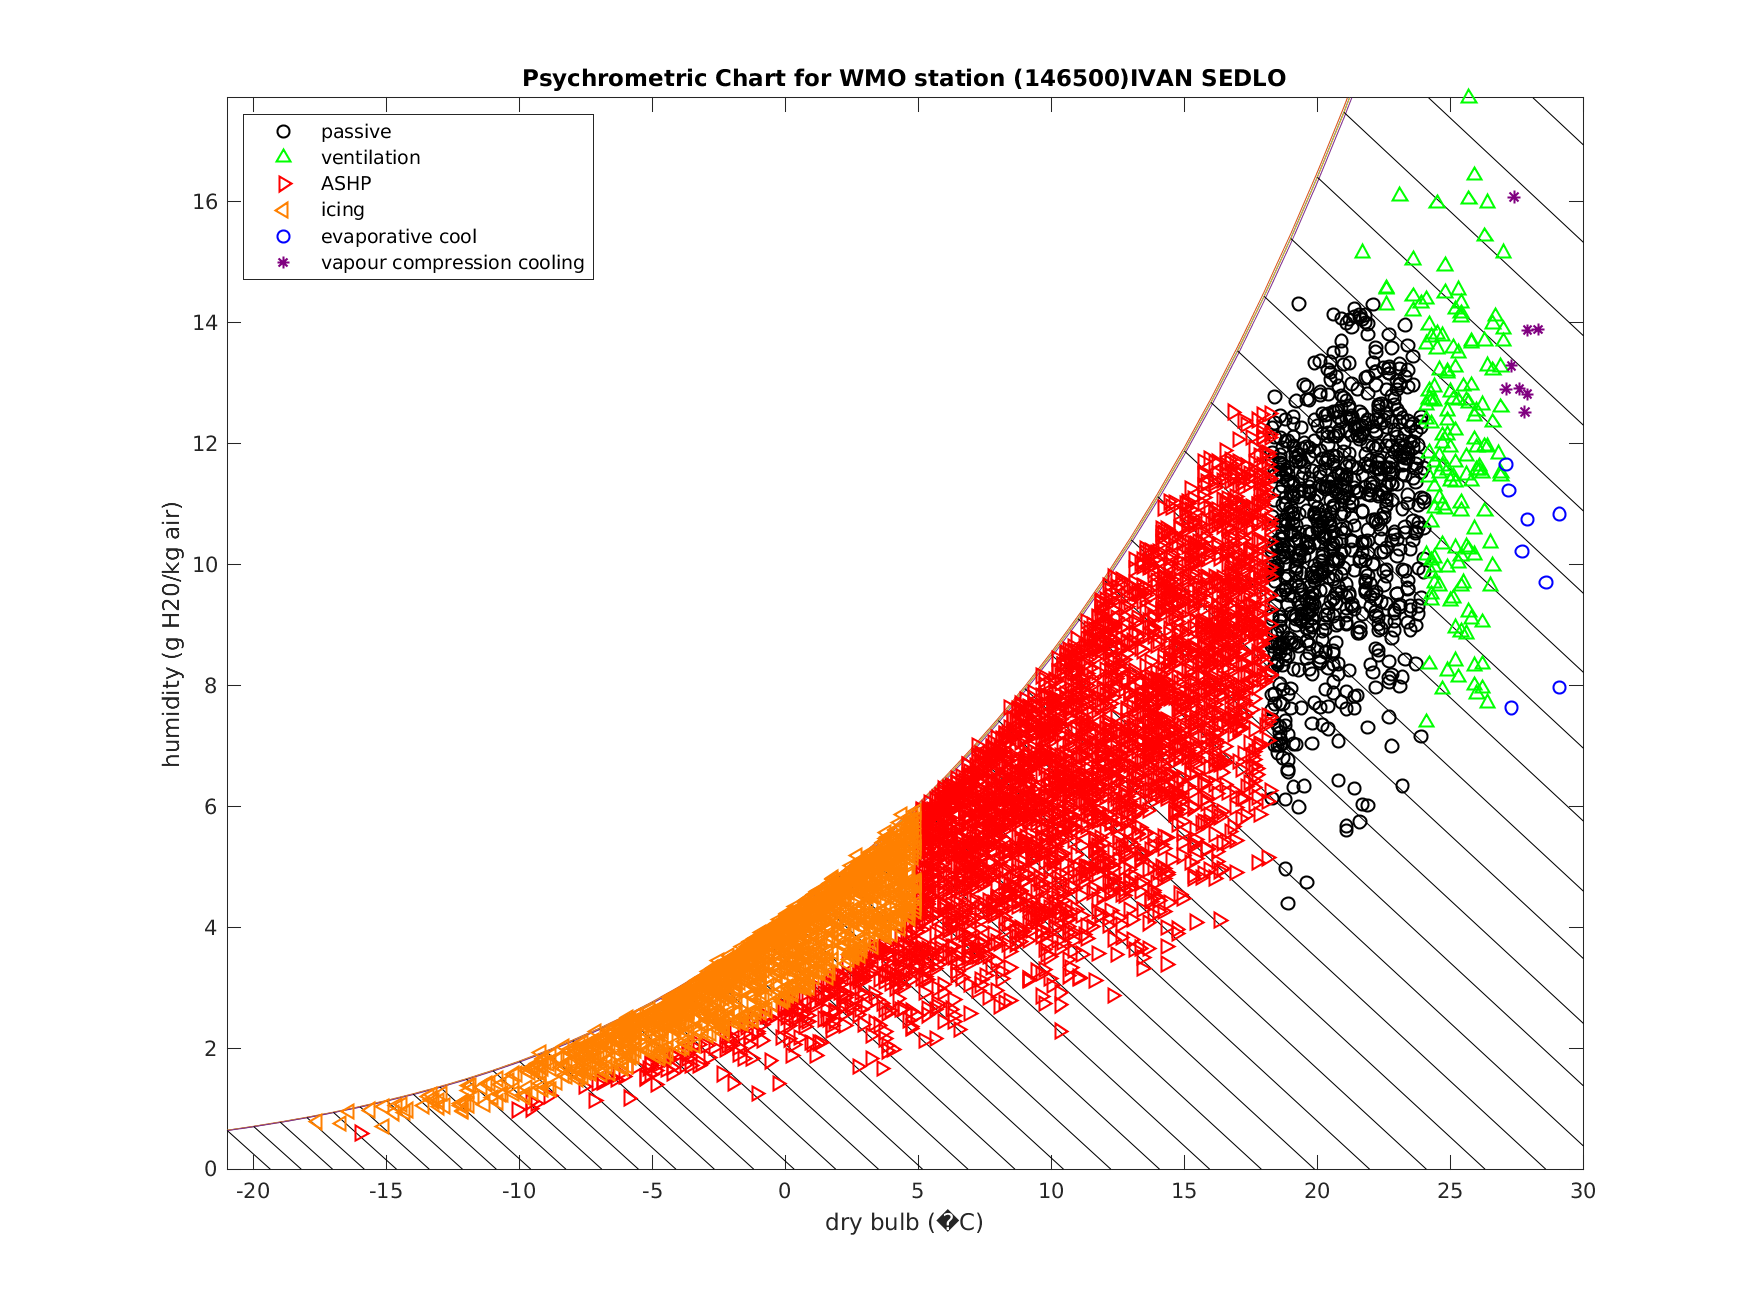 Psychrometric Chart for WMO station (146500)IVAN SEDLO
passive
ventilation
ASHP
icing
evaporative cool
vapour compression cooling
humidity (g H20/kg air)
16
14
12
10
8
6
4
2
0
-20 -15 -10 -5 0 5 10 15 20 25 30
dry bulb (�C)